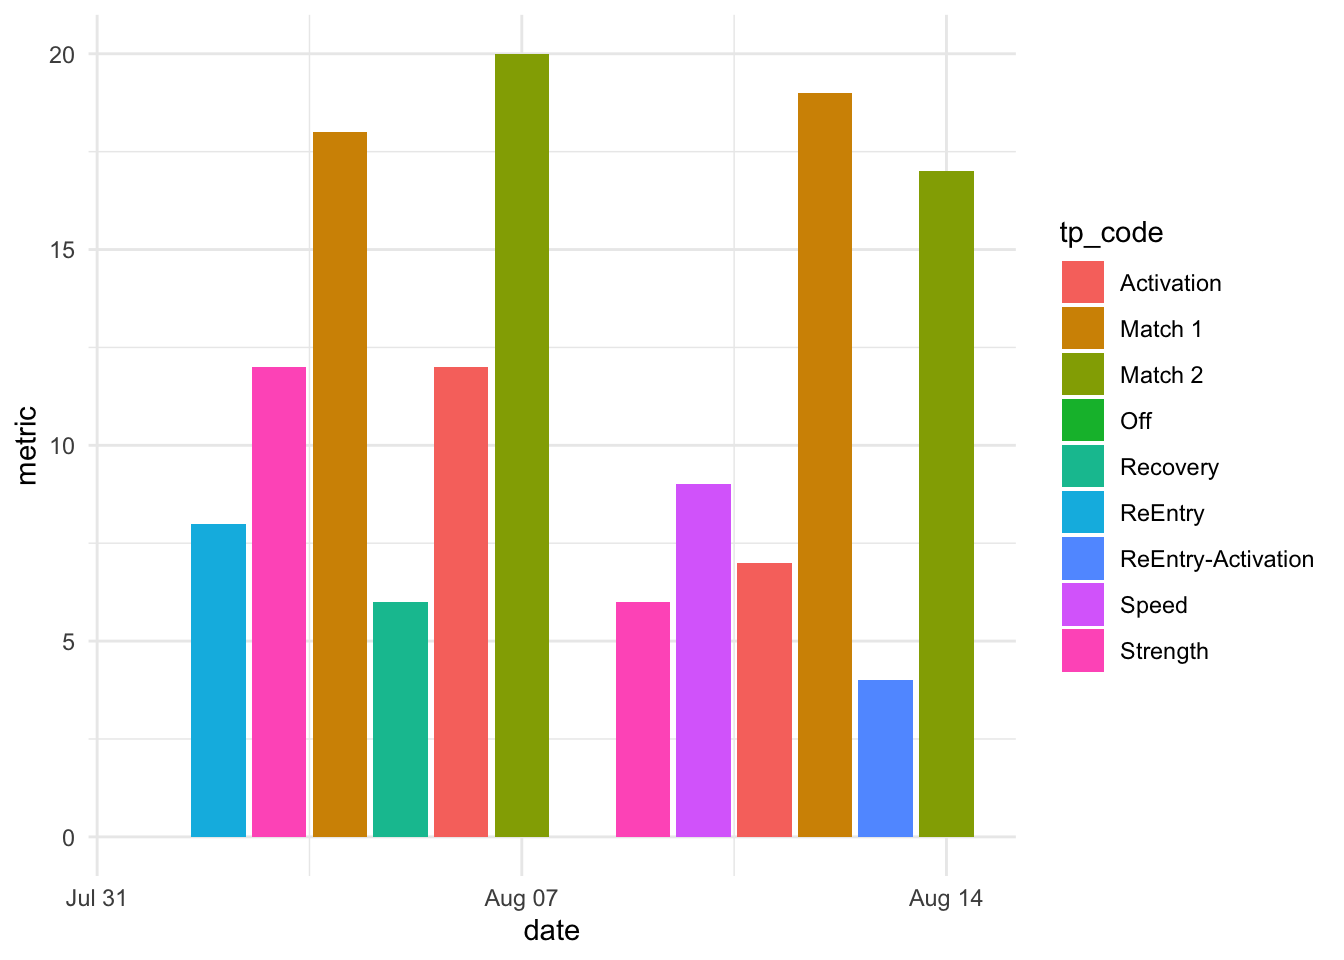 20
15
10
5
0
metric
Jul 31
Aug 07
Aug 14
date
tp_code
Activation
Match 1
Match 2
Off
Recovery
ReEntry
ReEntry-Activation
Speed
Strength